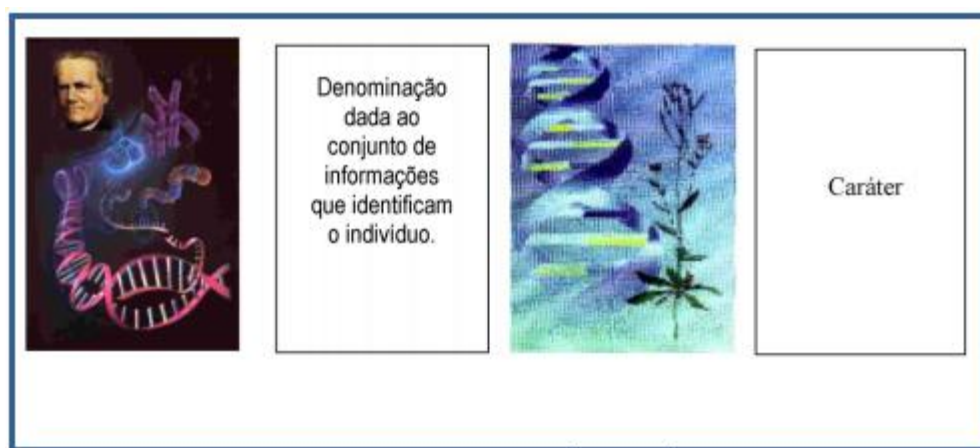 Denominação
dada ao
conjunto de
informações
que identificam
o indivíduo.
Caráter